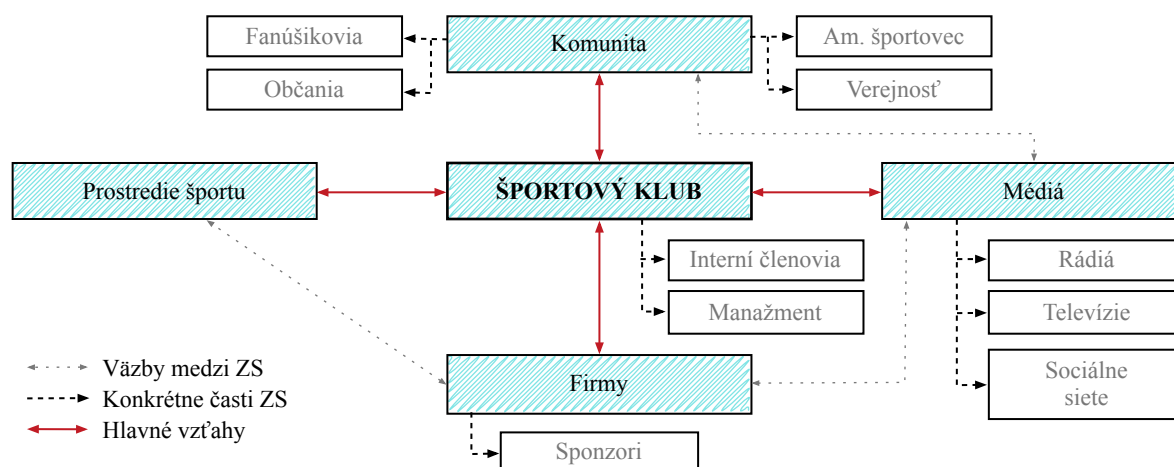 Fanúšikovia
Komunita
Am. športovec
Občania
Verejnosť
Prostredie športu
ŠPORTOVÝ KLUB
Médiá
Interní členovia
Rádiá
Manažment
Televízie
Väzby medzi ZS
Firmy
Sociálne
siete
Konkrétne časti ZS
Hlavné vzťahy
Sponzori